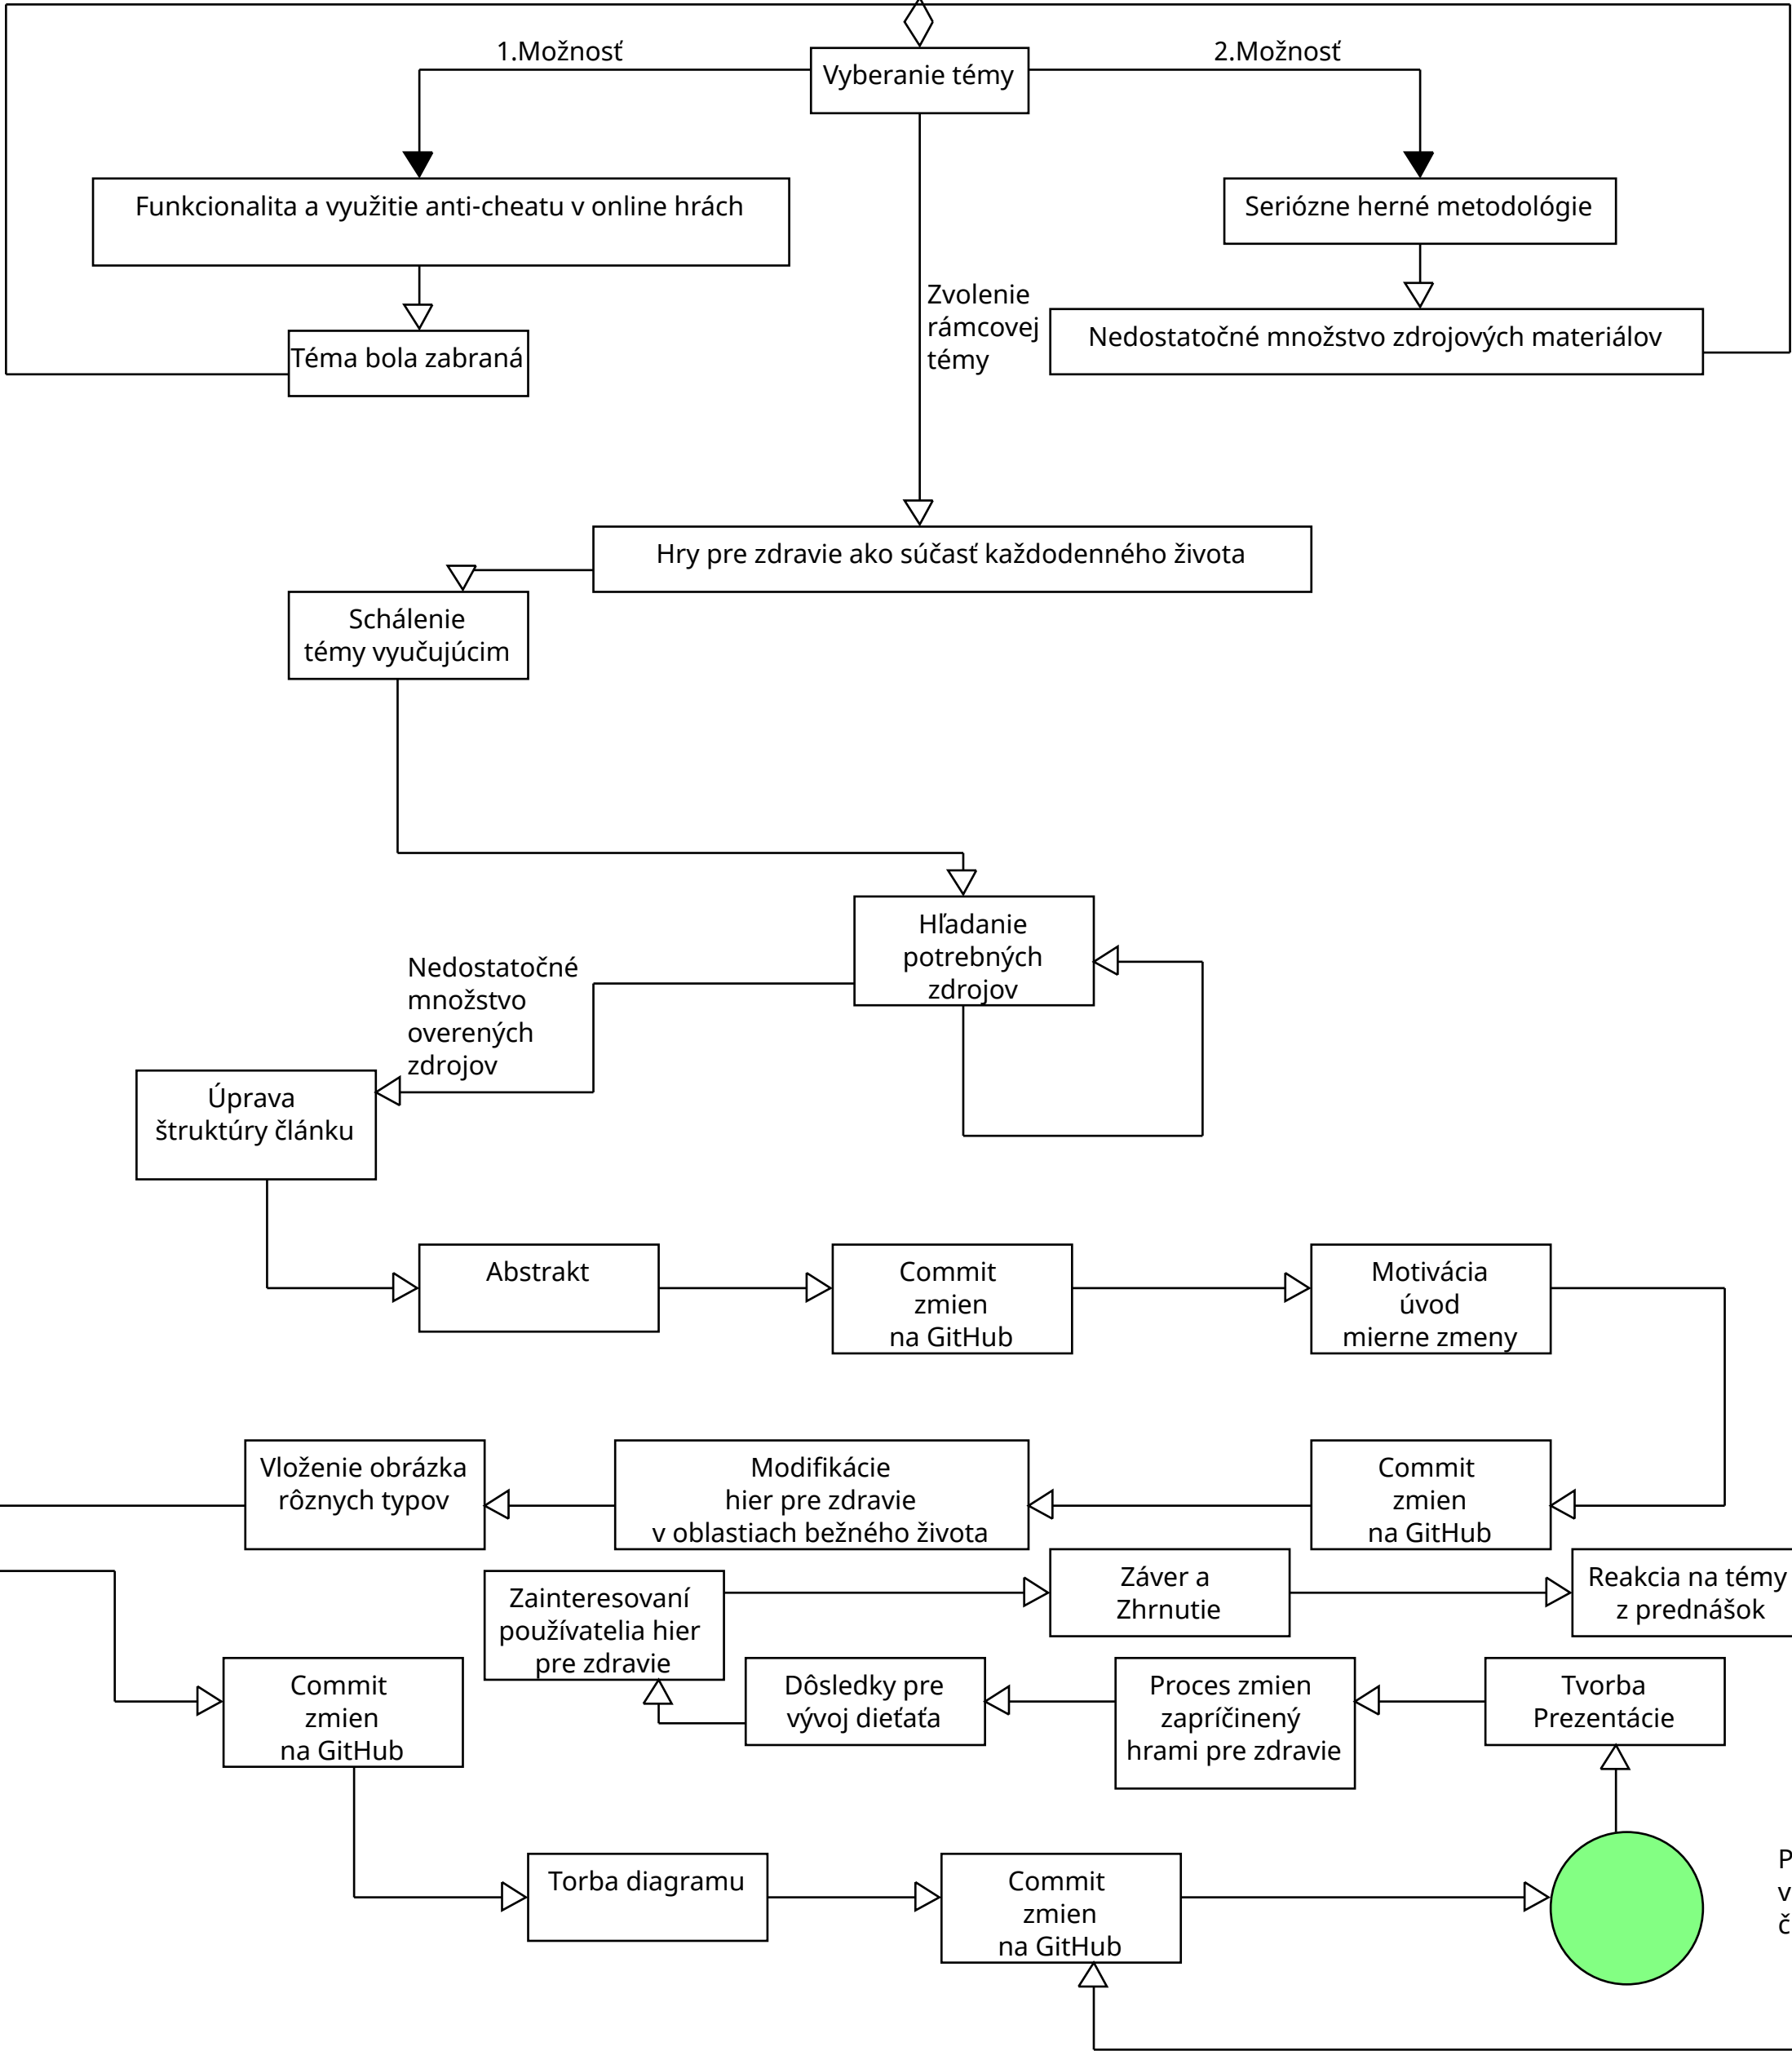 1.Možnosť
2.Možnosť
Vyberanie témy
Funkcionalita a využitie anti-cheatu v online hrách
Seriózne herné metodológie
Zvolenie
rámcovej
témy
Nedostatočné množstvo zdrojových materiálov
Téma bola zabraná
Hry pre zdravie ako súčasť každodenného života
Schálenie
témy vyučujúcim
Hľadanie
potrebných
zdrojov
Nedostatočné
množstvo
overených
zdrojov
Úprava
štruktúry článku
Abstrakt
Commit
zmien
na GitHub
Motivácia
úvod
mierne zmeny
Vloženie obrázka
rôznych typov
Modifikácie
hier pre zdravie
v oblastiach bežného života
Commit
zmien
na GitHub
Zainteresovaní
používatelia hier
pre zdravie
Záver a
Zhrnutie
Reakcia na témy
z prednášok
Commit
zmien
na GitHub
Dôsledky pre
vývoj dieťaťa
Proces zmien
zapríčinený
hrami pre zdravie
Tvorba
Prezentácie
Torba diagramu
Commit
zmien
na GitHub